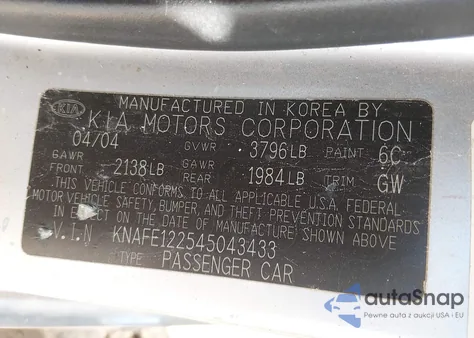 MANUFACTURED IN KOREA BY
KIA KIA MOTORS CORPORATION
04/04 GVWR 3796LB PAINT 6C
GAWR FRONT 2138LB GAWR REAR 1984LB TRIM GW
THIS VEHICLE CONFORMS TO ALL APPLICABLE U.S.A. FEDERAL
MOTOR VEHICLE SAFETY, BUMPER, AND THEFT PREVENTION STANDARDS
IN EFFECT ON THE DATE OF MANUFACTURE SHOWN ABOVE
V.I.N KNAFE122545043433
TYPE PASSENGER CAR
autoSnap
Pewne auta z aukcji USA i EU